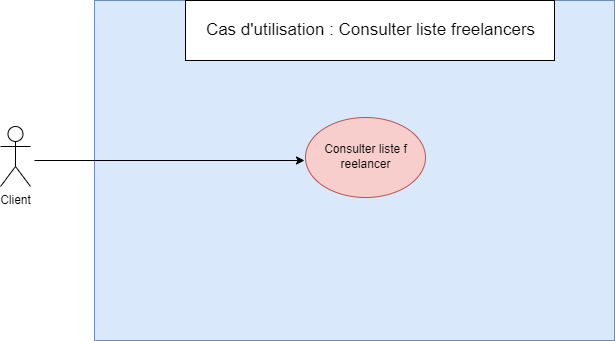 Cas d'utilisation : Consulter liste freelancers
Consulter liste f
reelancer
Client